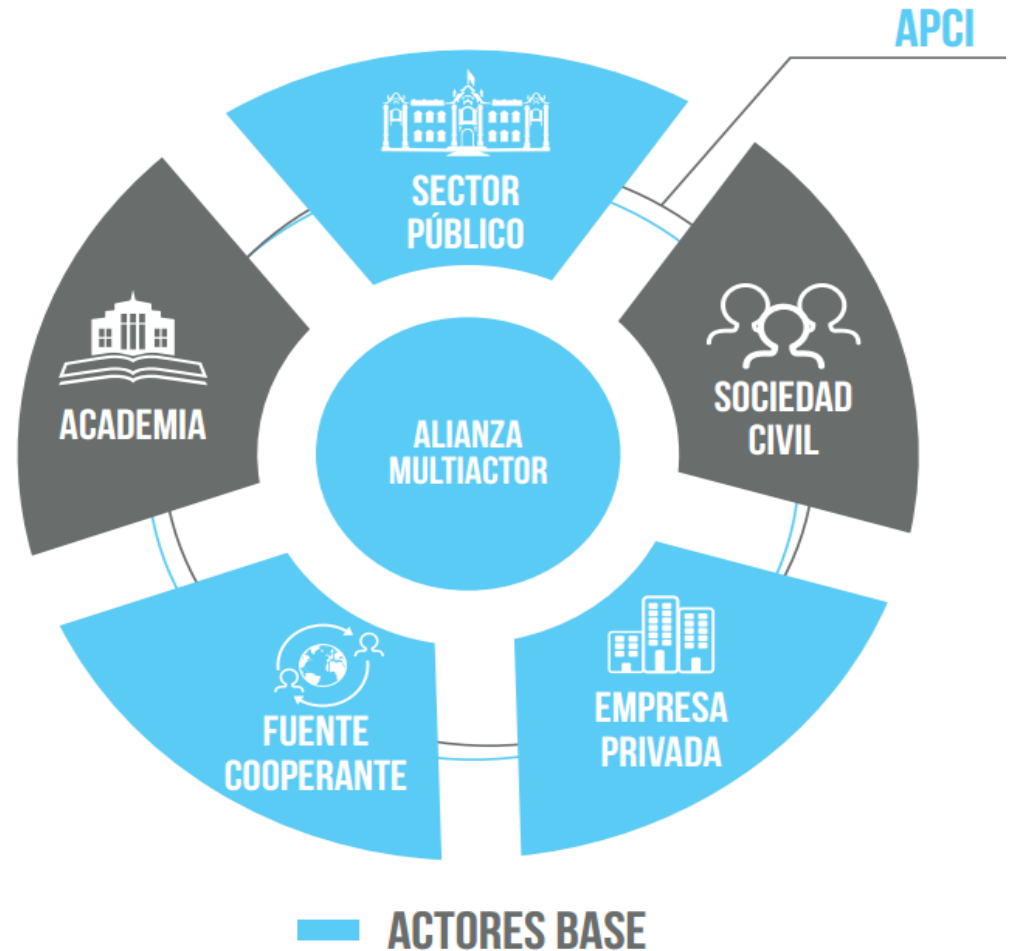 APCI
SECTOR
PÚBLICO
SOCIEDAD
CIVIL
ACADEMIA
ALIANZA
MULTIACTOR
EMPRESA
PRIVADA
FUENTE
COOPERANTE
ACTORES BASE